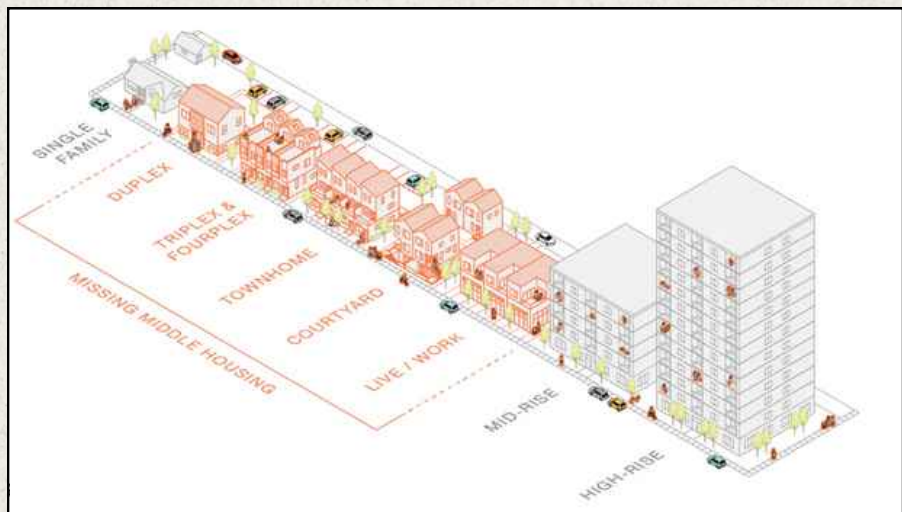 SINGLE
FAMILY
DUPLEX
TRIPLEX &
FOURPLEX
TOWNHOME
COURTYARD
LIVE / WORK
MISSING MIDDLE HOUSING
MID-RISE
HIGH-RISE